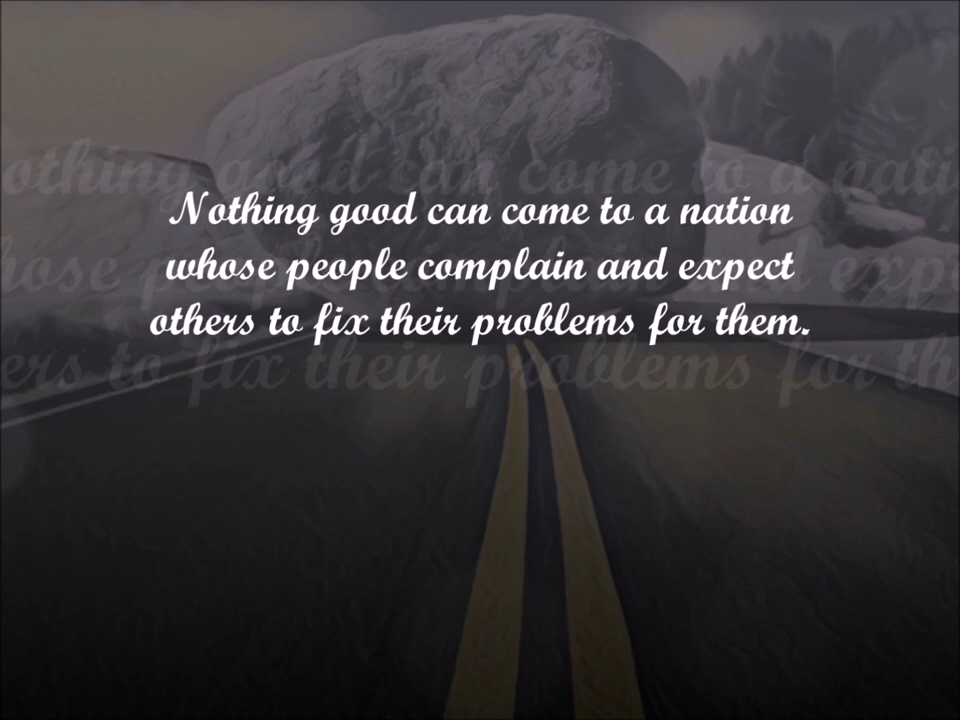 Nothing good can come to a nation
whose people complain and expect
others to fix their problems for them.